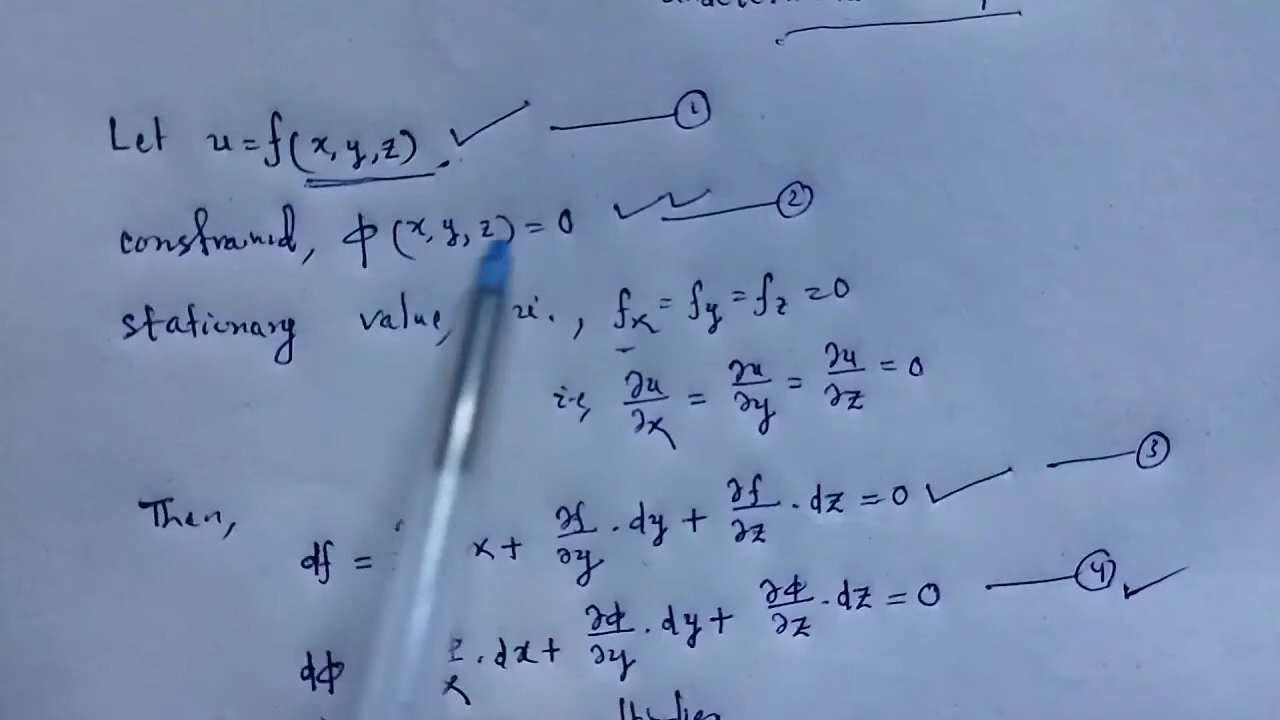 Let u=f(x,y,z) ①
constraind, φ(x,y,z)=0 ②
stationary value, , fx = fy = fz = 0
i.e, ∂u/∂x = ∂u/∂y = ∂u/∂z = 0
Then,
df = x + ∂f/∂y . dy + ∂f/∂z . dz = 0 ③
dφ . dx + ∂φ/∂y . dy + ∂φ/∂z . dz = 0 ④